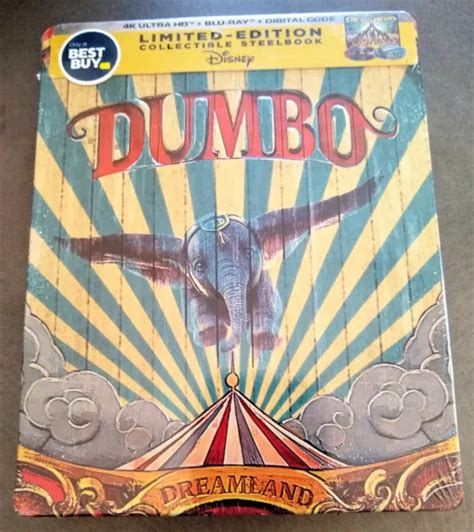 4K ULTRA HD + BLU-RAY + DIGITAL CODE
Only at
BEST
BUY
LIMITED-EDITION
COLLECTIBLE STEELBOOK
Disney
DUMBO
DREAMLAND